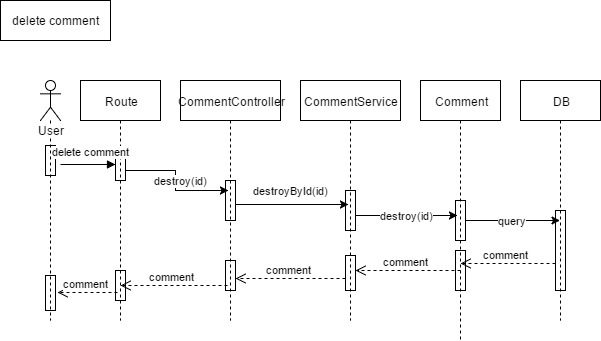 delete comment
User
Route
CommentController
CommentService
Comment
DB
delete comment
destroy(id)
destroyById(id)
destroy(id)
query
comment
comment
comment
comment
comment